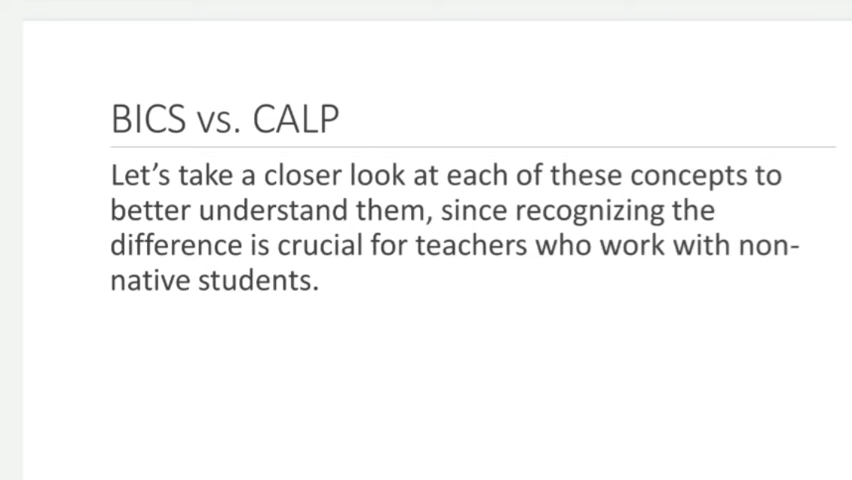 BICS vs. CALP
Let’s take a closer look at each of these concepts to
better understand them, since recognizing the
difference is crucial for teachers who work with non-
native students.